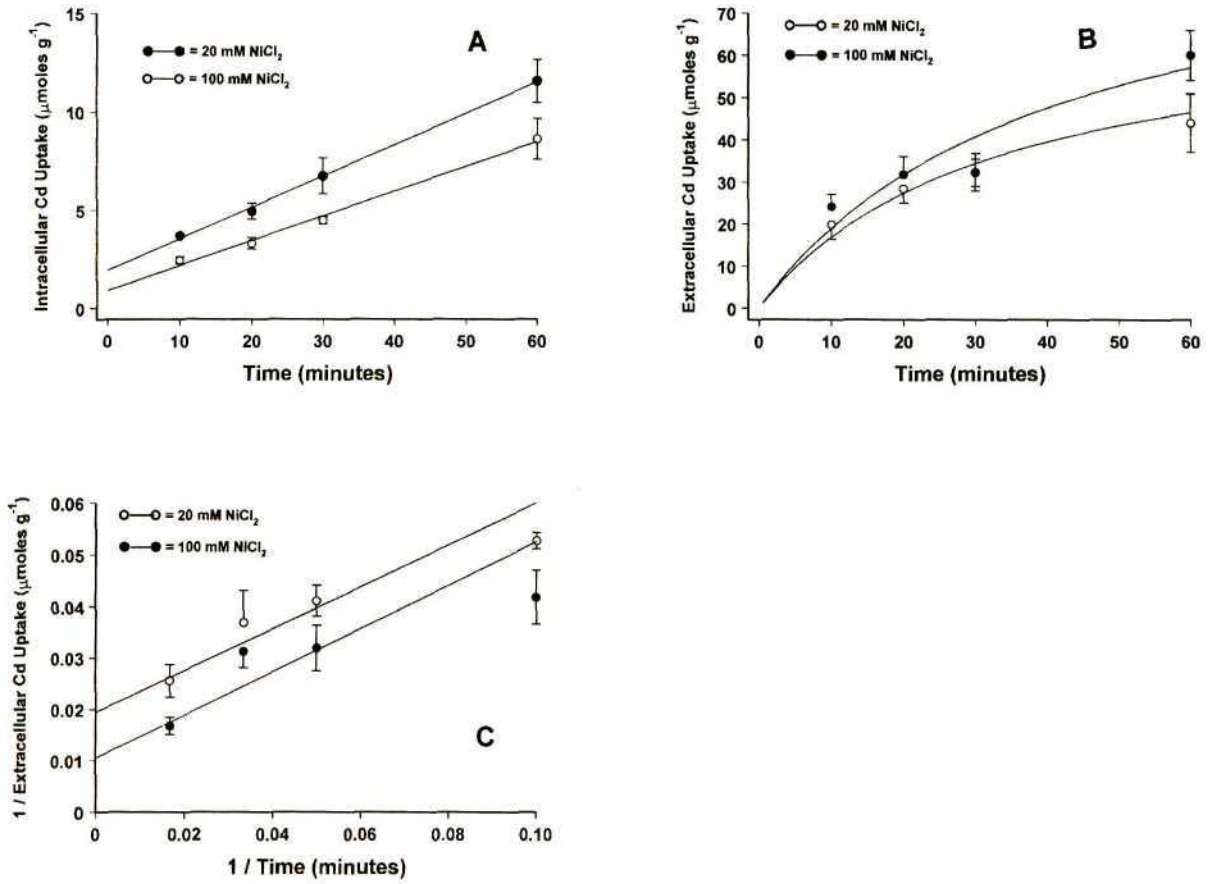 A
● = 20 mM NiCl₂
○ = 100 mM NiCl₂
Intracellular Cd Uptake (μmoles g⁻¹)
15
10
5
0
0 10 20 30 40 50 60
Time (minutes)
B
○ = 20 mM NiCl₂
● = 100 mM NiCl₂
Extracellular Cd Uptake (μmoles g⁻¹)
70
60
50
40
30
20
10
0
0 10 20 30 40 50 60
Time (minutes)
C
○ = 20 mM NiCl₂
● = 100 mM NiCl₂
1 / Extracellular Cd Uptake (μmoles g⁻¹)
0.06
0.05
0.04
0.03
0.02
0.01
0
0 0.02 0.04 0.06 0.08 0.10
1 / Time (minutes)